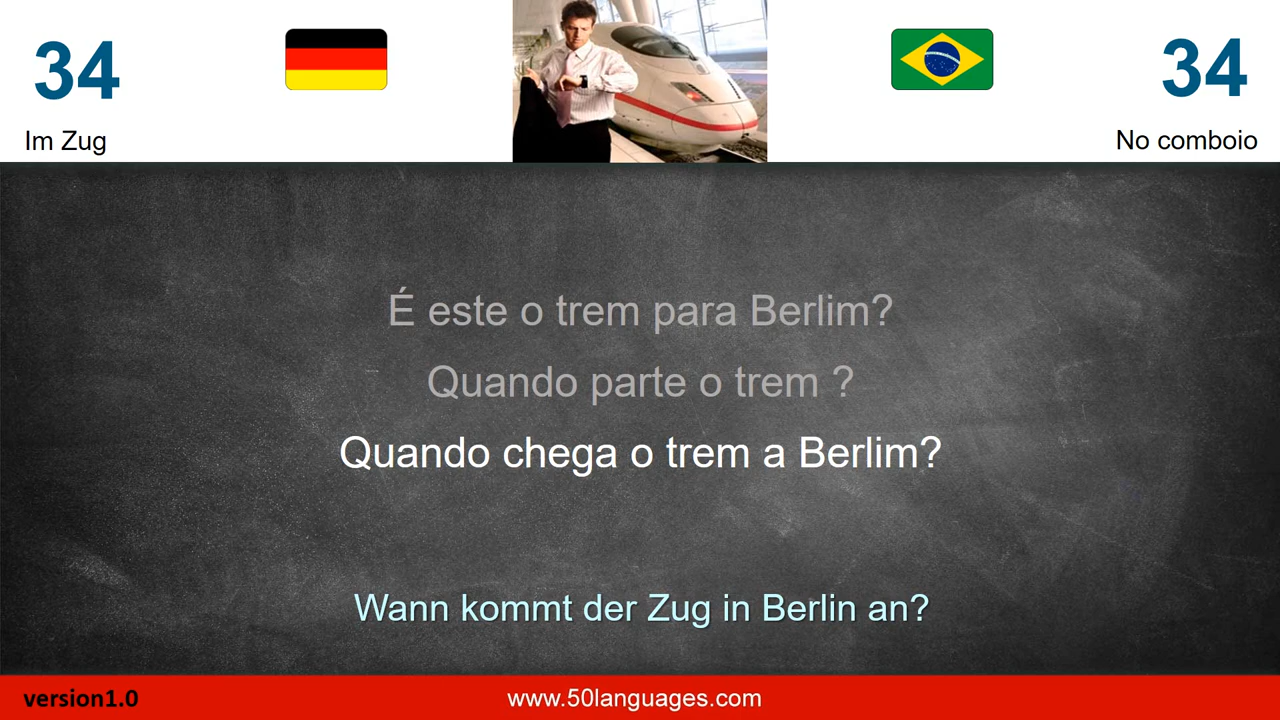 34
34
Im Zug
No comboio
É este o trem para Berlim?
Quando parte o trem ?
Quando chega o trem a Berlim?
Wann kommt der Zug in Berlin an?
version1.0
www.50languages.com